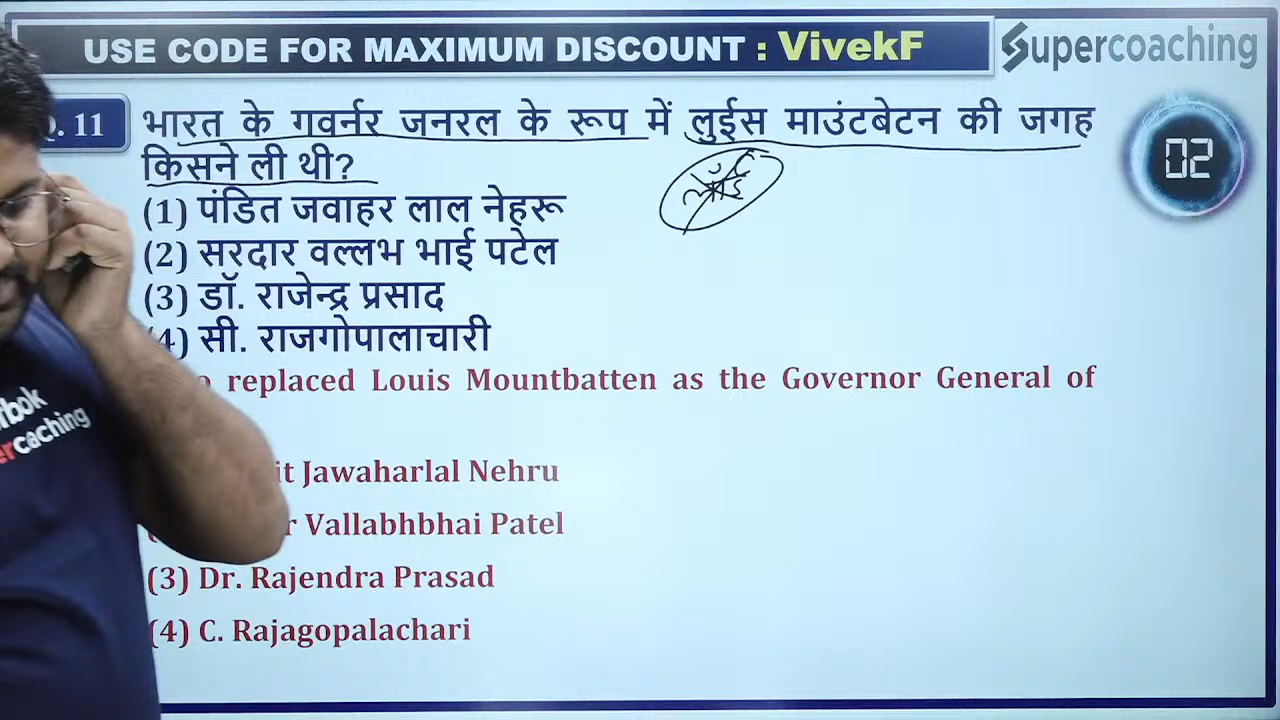 USE CODE FOR MAXIMUM DISCOUNT : VivekF
Supercoaching
. 11
भारत के गवर्नर जनरल के रूप में लुईस माउंटबेटन की जगह
किसने ली थी?
02
(1) पंडित जवाहर लाल नेहरू
(2) सरदार वल्लभ भाई पटेल
(3) डॉ. राजेन्द्र प्रसाद
4) सी. राजगोपालाचारी
replaced Louis Mountbatten as the Governor General of
Jawaharlal Nehru
Vallabhbhai Patel
(3) Dr. Rajendra Prasad
(4) C. Rajagopalachari
rbok
ercoaching